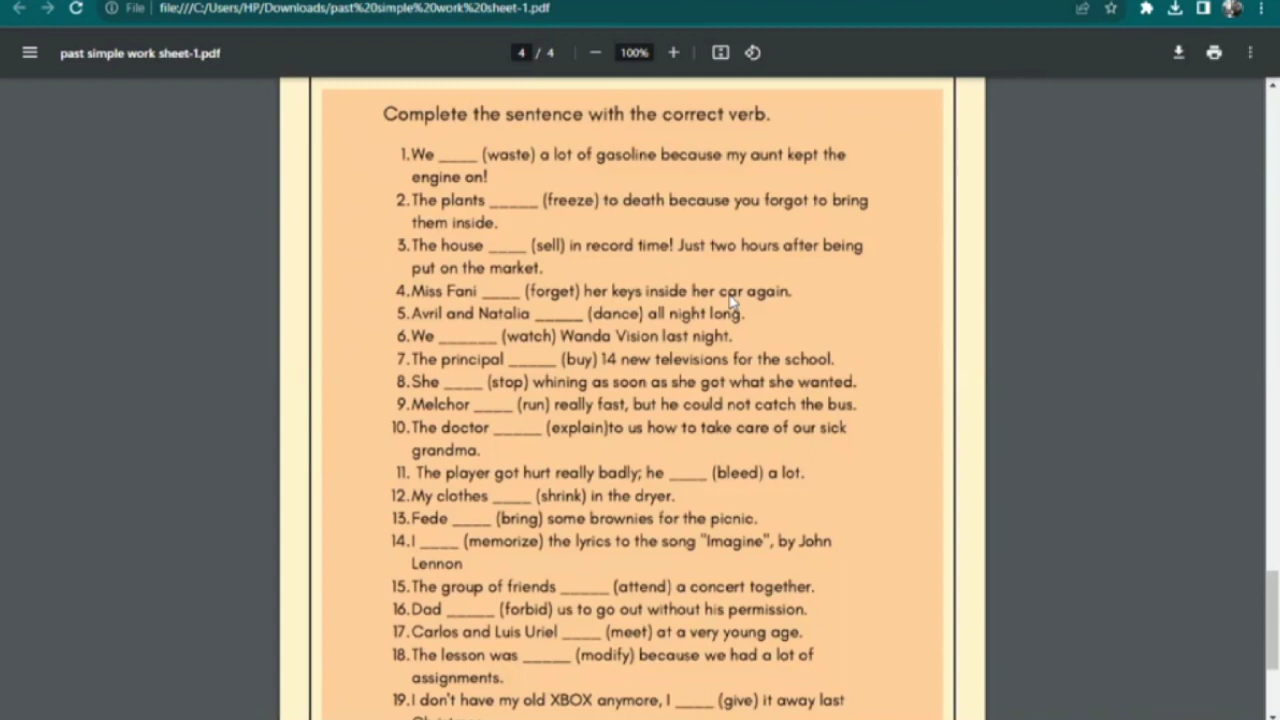 File | file:///C:/Users/HP/Downloads/past%20simple%20work%20sheet-1.pdf
past simple work sheet-1.pdf
4 / 4
100%
Complete the sentence with the correct verb.
1.We ____ (waste) a lot of gasoline because my aunt kept the
engine on!
2.The plants _____ (freeze) to death because you forgot to bring
them inside.
3.The house ____ (sell) in record time! Just two hours after being
put on the market.
4.Miss Fani ____ (forget) her keys inside her car again.
5.Avril and Natalia _____ (dance) all night long.
6.We ______ (watch) Wanda Vision last night.
7.The principal _____ (buy) 14 new televisions for the school.
8.She ____ (stop) whining as soon as she got what she wanted.
9.Melchor ____ (run) really fast, but he could not catch the bus.
10.The doctor _____ (explain)to us how to take care of our sick
grandma.
11. The player got hurt really badly; he ____ (bleed) a lot.
12.My clothes ____ (shrink) in the dryer.
13.Fede ____ (bring) some brownies for the picnic.
14.I ____ (memorize) the lyrics to the song "Imagine", by John
Lennon
15.The group of friends _____ (attend) a concert together.
16.Dad _____ (forbid) us to go out without his permission.
17.Carlos and Luis Uriel ____ (meet) at a very young age.
18.The lesson was _____ (modify) because we had a lot of
assignments.
19.I don't have my old XBOX anymore, I ____ (give) it away last